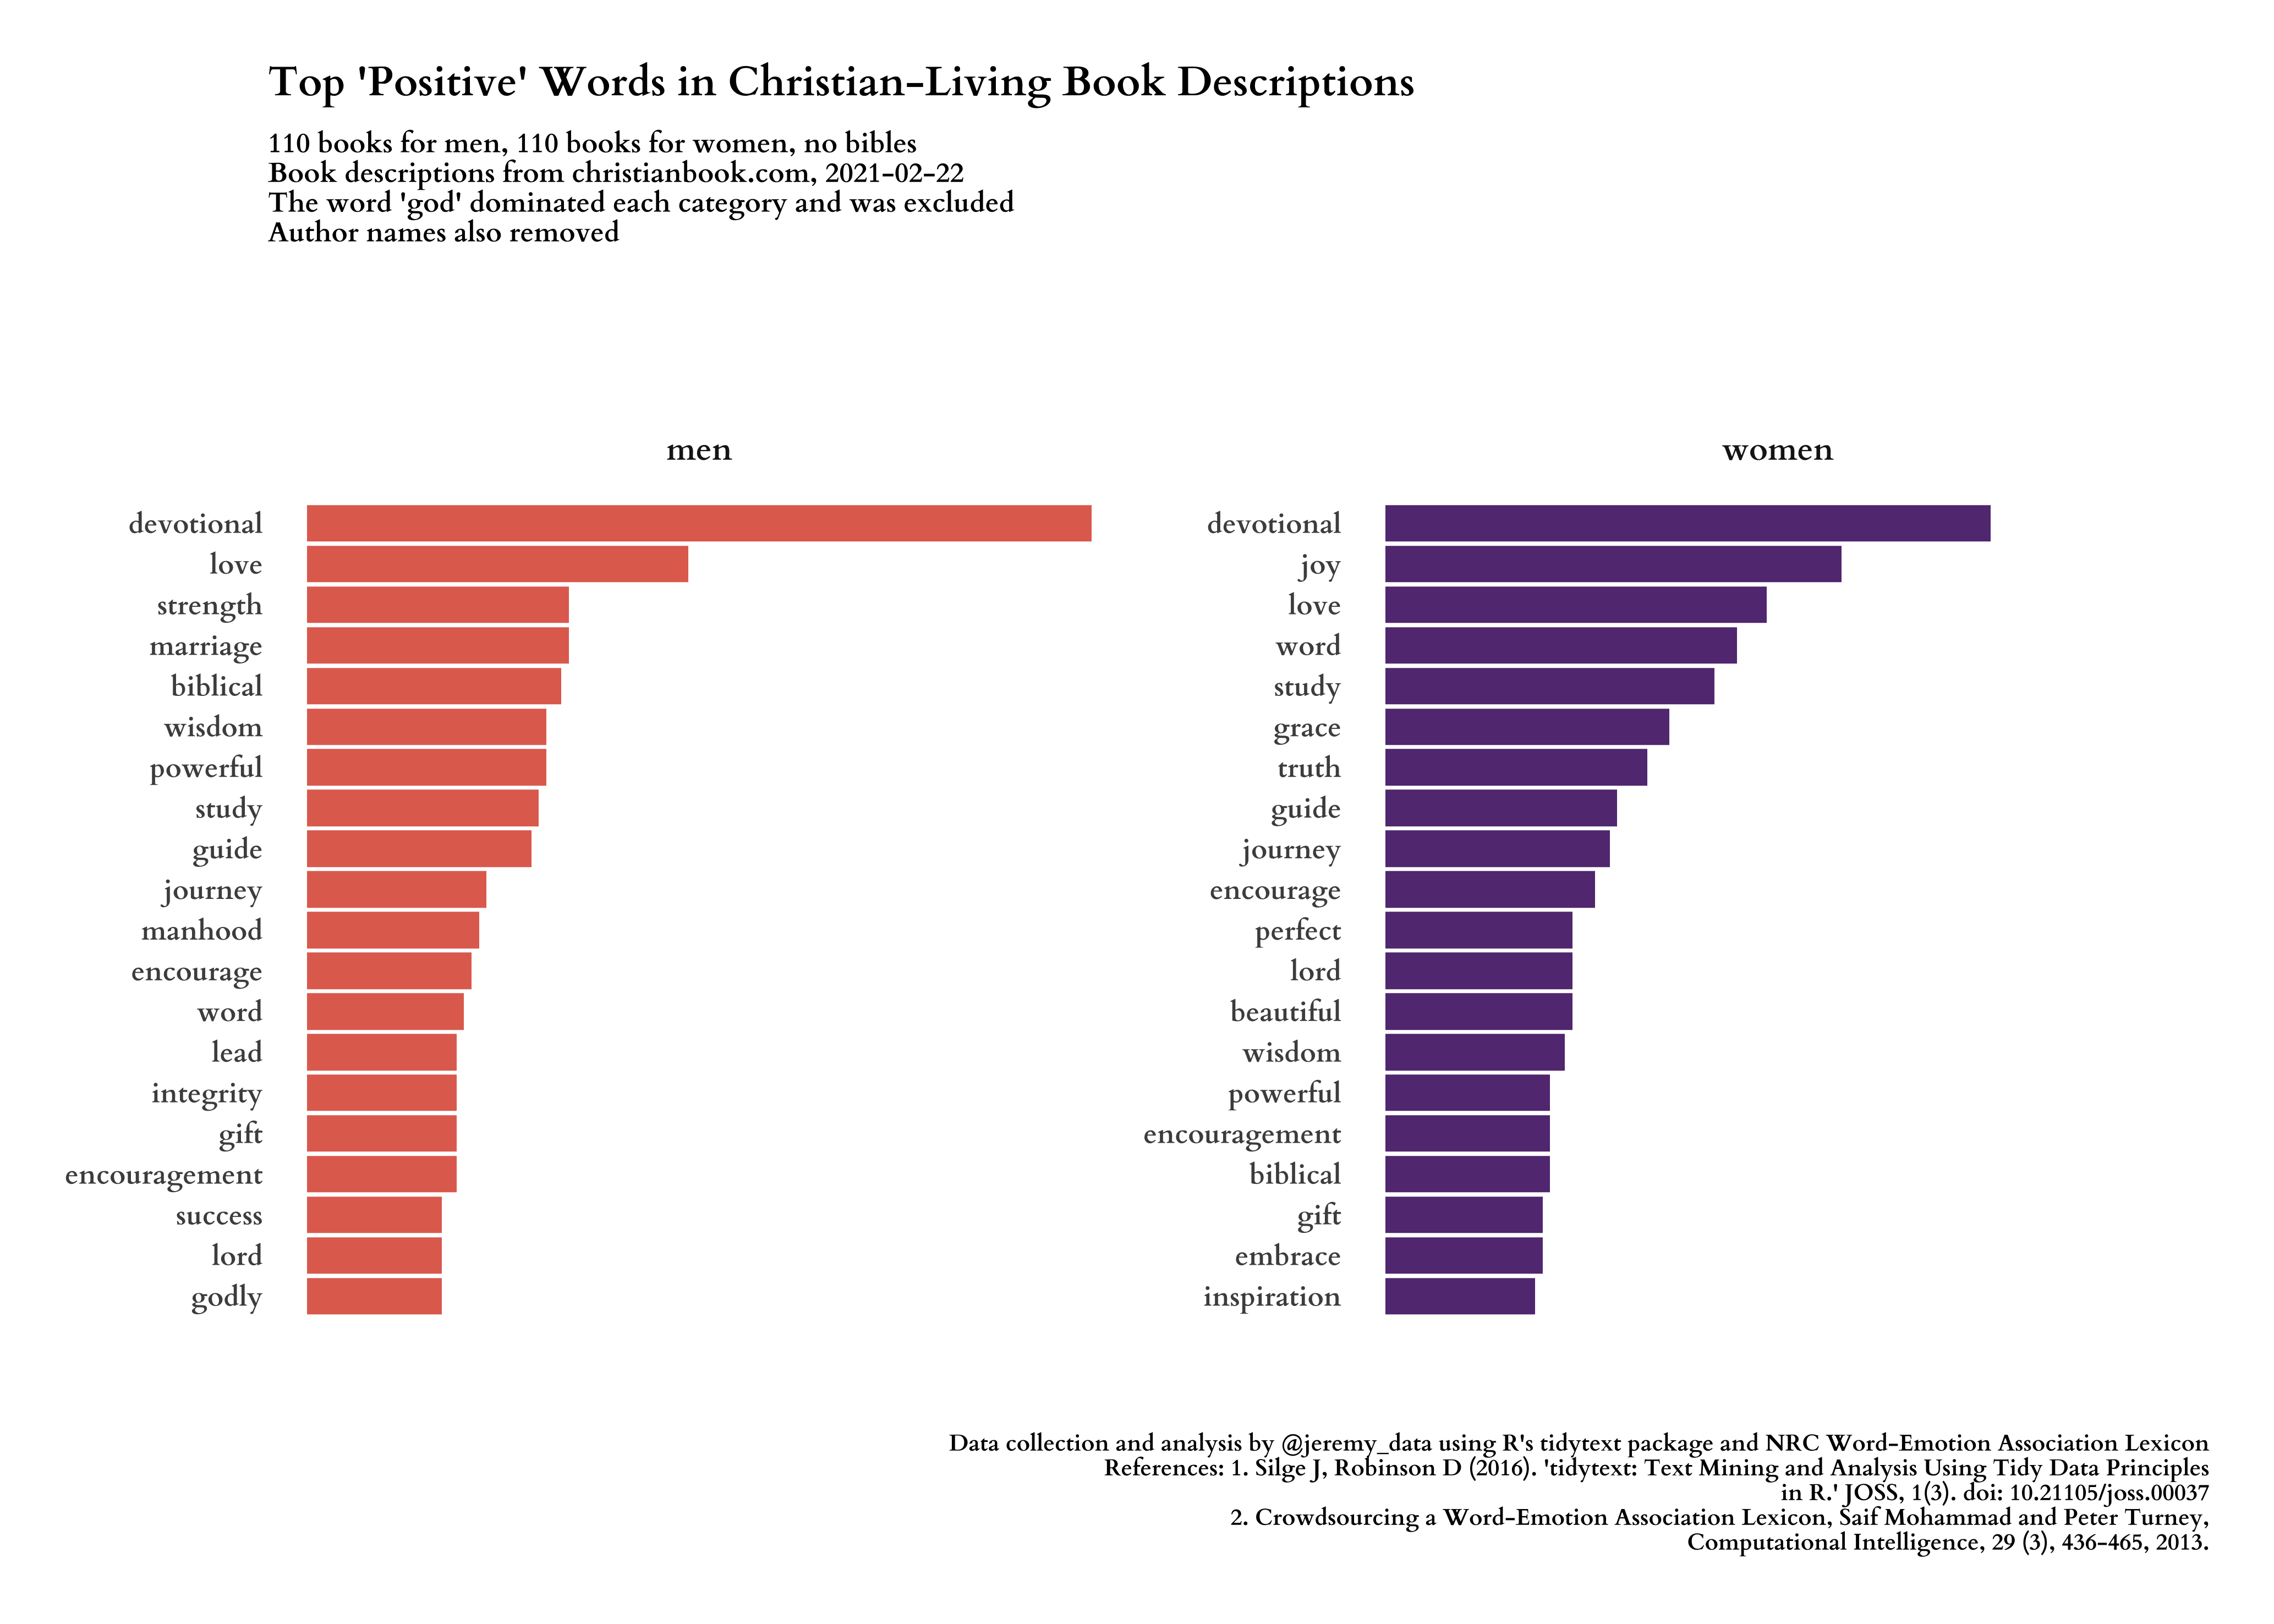 Top 'Positive' Words in Christian-Living Book Descriptions
110 books for men, 110 books for women, no bibles
Book descriptions from christianbook.com, 2021-02-22
The word 'god' dominated each category and was excluded
Author names also removed
men
devotional
love
strength
marriage
biblical
wisdom
powerful
study
guide
journey
manhood
encourage
word
lead
integrity
gift
encouragement
success
lord
godly
women
devotional
joy
love
word
study
grace
truth
guide
journey
encourage
perfect
lord
beautiful
wisdom
powerful
encouragement
biblical
gift
embrace
inspiration
Data collection and analysis by @jeremy_data using R's tidytext package and NRC Word-Emotion Association Lexicon
References: 1. Silge J, Robinson D (2016). 'tidytext: Text Mining and Analysis Using Tidy Data Principles
in R.' JOSS, 1(3). doi: 10.21105/joss.00037
2. Crowdsourcing a Word-Emotion Association Lexicon, Saif Mohammad and Peter Turney,
Computational Intelligence, 29 (3), 436-465, 2013.